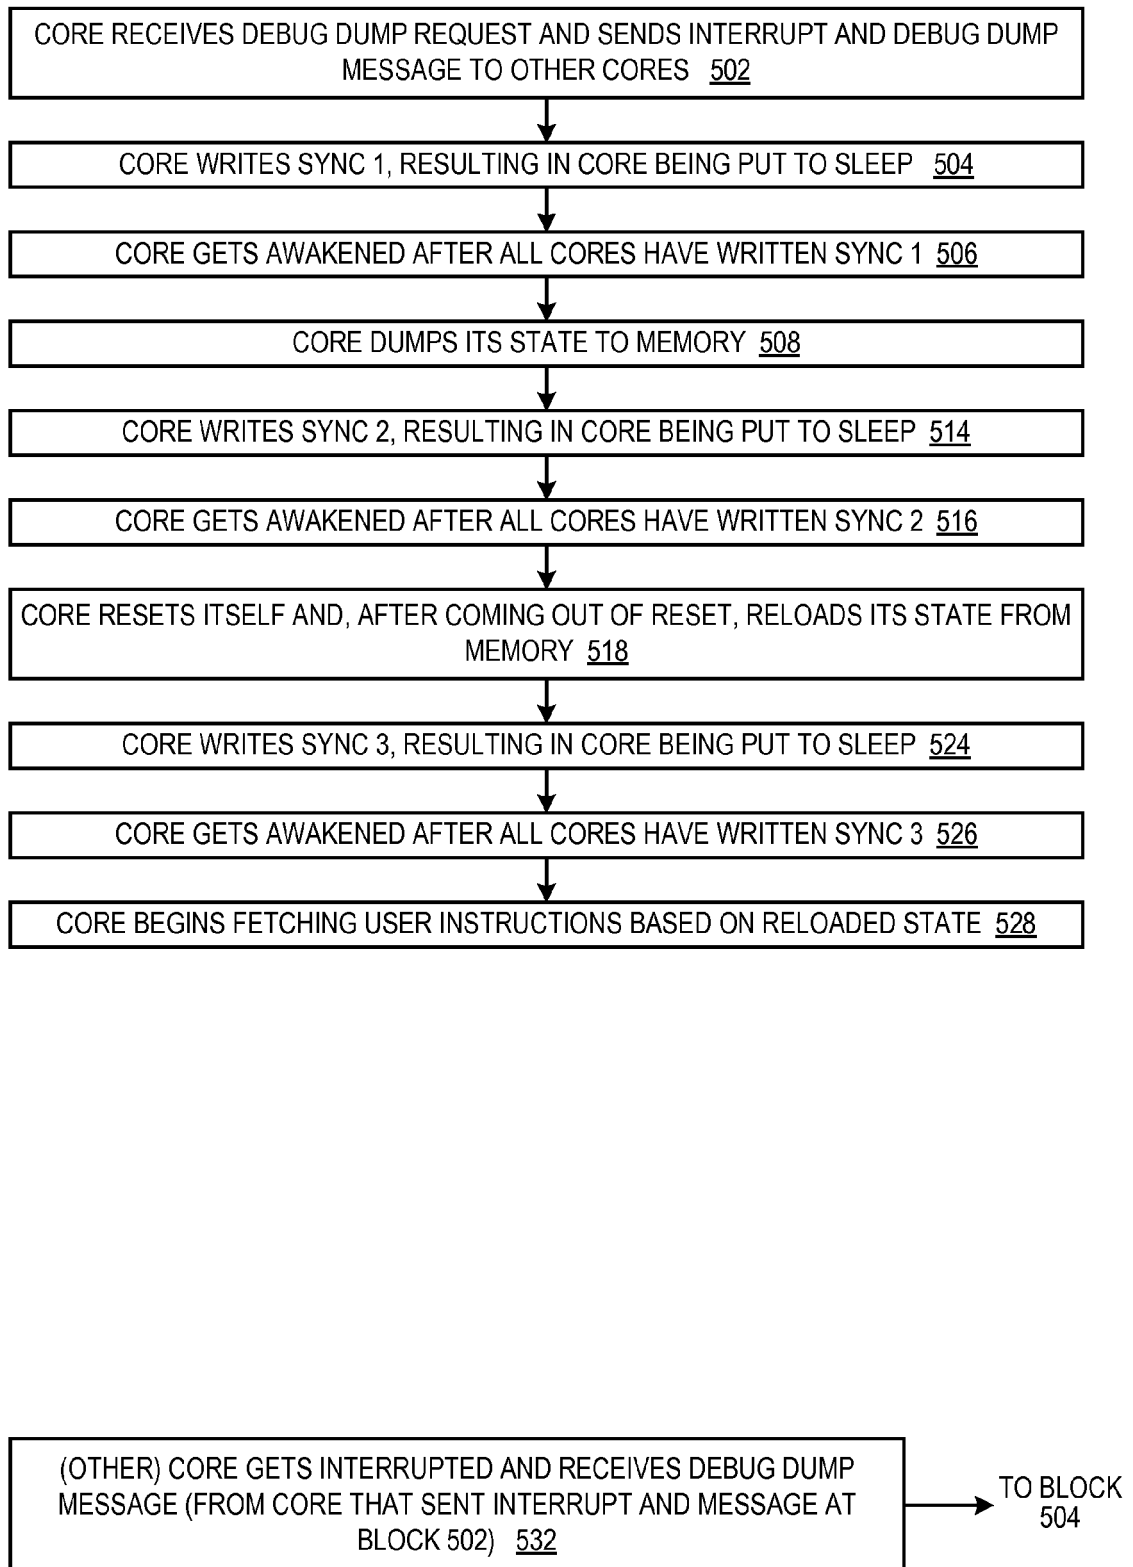 CORE RECEIVES DEBUG DUMP REQUEST AND SENDS INTERRUPT AND DEBUG DUMP
MESSAGE TO OTHER CORES 502
CORE WRITES SYNC 1, RESULTING IN CORE BEING PUT TO SLEEP 504
CORE GETS AWAKENED AFTER ALL CORES HAVE WRITTEN SYNC 1 506
CORE DUMPS ITS STATE TO MEMORY 508
CORE WRITES SYNC 2, RESULTING IN CORE BEING PUT TO SLEEP 514
CORE GETS AWAKENED AFTER ALL CORES HAVE WRITTEN SYNC 2 516
CORE RESETS ITSELF AND, AFTER COMING OUT OF RESET, RELOADS ITS STATE FROM
MEMORY 518
CORE WRITES SYNC 3, RESULTING IN CORE BEING PUT TO SLEEP 524
CORE GETS AWAKENED AFTER ALL CORES HAVE WRITTEN SYNC 3 526
CORE BEGINS FETCHING USER INSTRUCTIONS BASED ON RELOADED STATE 528
(OTHER) CORE GETS INTERRUPTED AND RECEIVES DEBUG DUMP
MESSAGE (FROM CORE THAT SENT INTERRUPT AND MESSAGE AT
BLOCK 502) 532
TO BLOCK
504